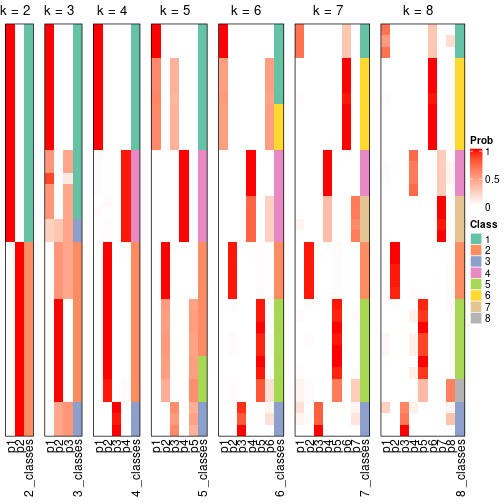 k = 2
k = 3
k = 4
k = 5
k = 6
k = 7
k = 8
Prob
1
0.5
0
Class
1
2
3
4
5
6
7
8
p1
p2
2_classes
p1
p2
p3
3_classes
p1
p2
p3
p4
4_classes
p1
p2
p3
p4
p5
5_classes
p1
p2
p3
p4
p5
p6
6_classes
p1
p2
p3
p4
p5
p6
p7
7_classes
p1
p2
p3
p4
p5
p6
p7
p8
8_classes